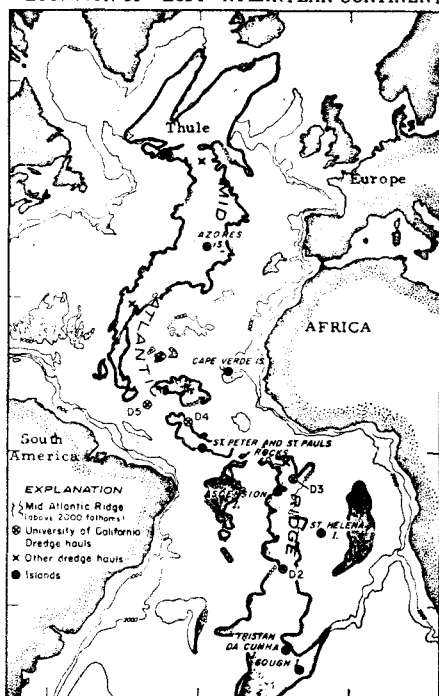 LOST ATLANTEAN CONTINENT
Thule
MID
Europe
AZORES
IS.
ATLANTIC
AFRICA
CAPE VERDE IS.
D5
D4
ST. PETER AND ST PAULS
ROCKS
South
America
D3
ASCENSION
I.
RIDGE
ST. HELENA
I.
EXPLANATION
Mid Atlantic Ridge
(above 2000 fathoms)
University of California
Dredge hauls
Other dredge hauls
Islands
D2
TRISTAN
DA CUNHA
GOUGH I.